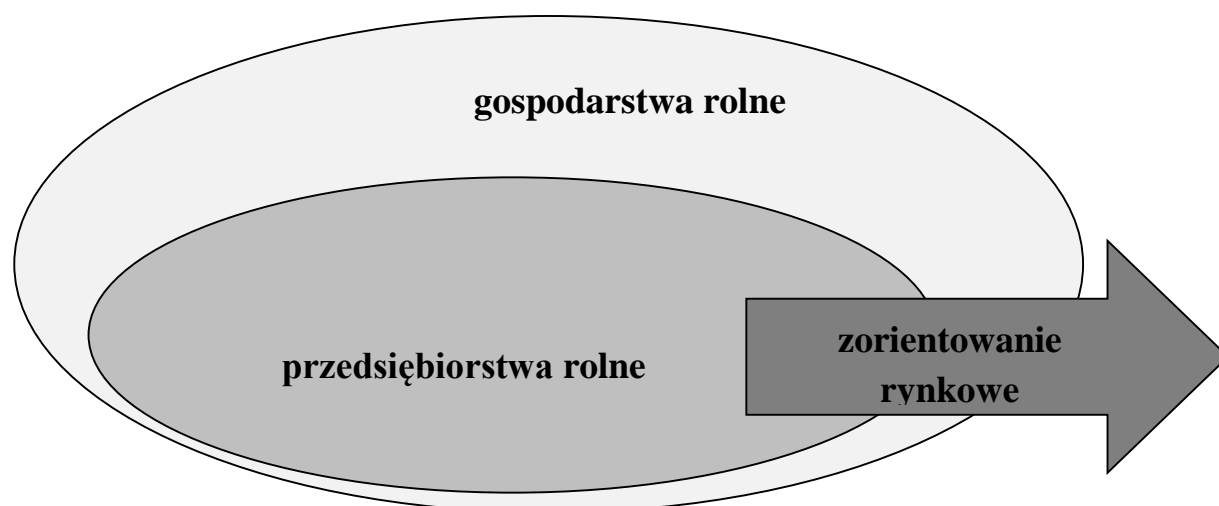 gospodarstwa rolne
przedsiębiorstwa rolne
zorientowanie
rynkowe